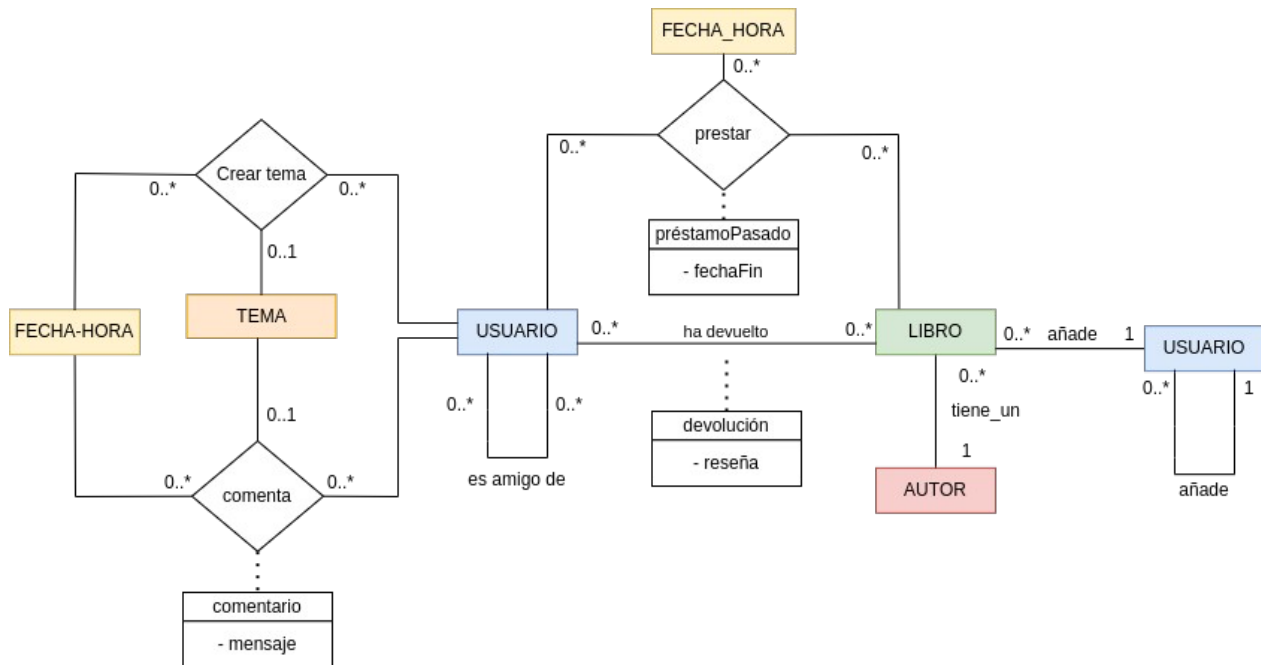 FECHA_HORA
0..*
prestar
0..*
0..*
Crear tema
0..*
0..*
0..1
préstamoPasado
- fechaFin
FECHA-HORA
TEMA
USUARIO
0..*
ha devuelto
0..*
LIBRO
0..*
añade
1
USUARIO
0..*
1
0..*
tiene_un
1
AUTOR
0..*
0..*
es amigo de
devolución
- reseña
añade
0..1
0..*
comenta
0..*
comentario
- mensaje